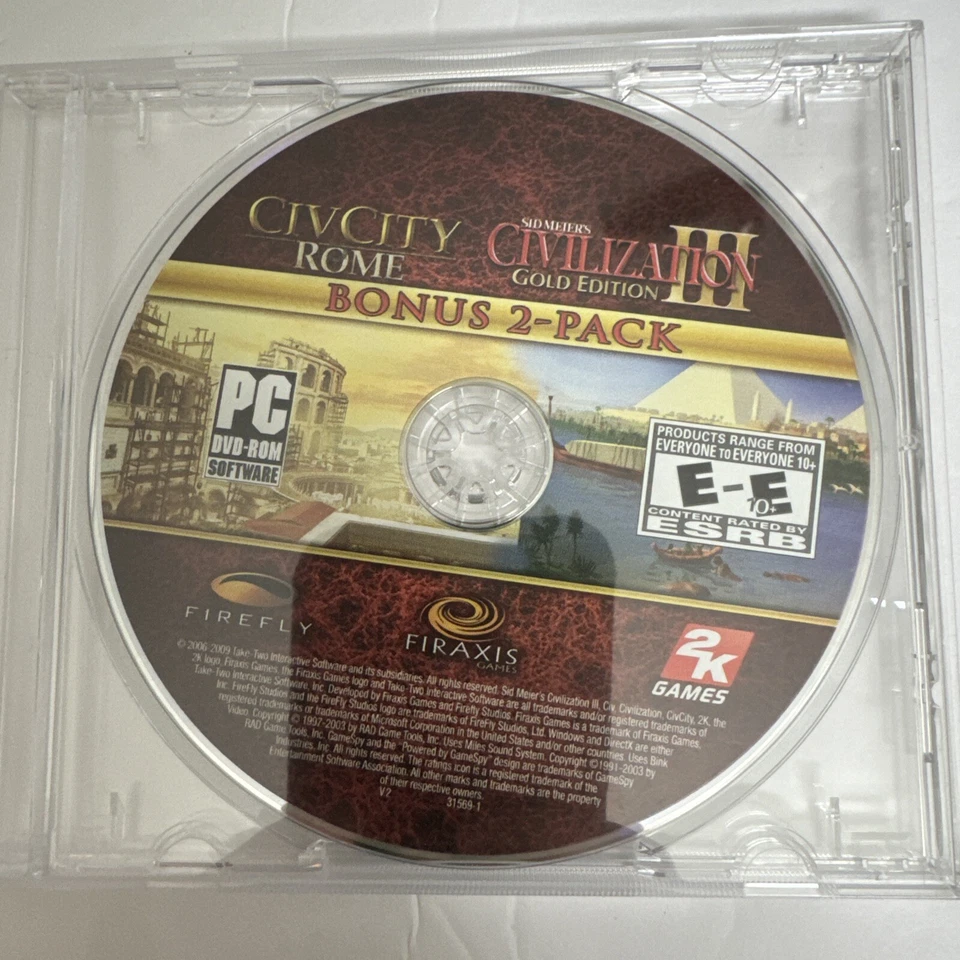 CIVCITY
ROME
SID MEIER'S
CIVILIZATION III
GOLD EDITION
BONUS 2-PACK
PC
DVD-ROM
SOFTWARE
PRODUCTS RANGE FROM
EVERYONE TO EVERYONE 10+
E-E
10+
CONTENT RATED BY
ESRB
FIREFLY
FIRAXIS
GAMES
2K
GAMES
© 2006 2009 Take-Two Interactive Software and its subsidiaries. All rights reserved. Sid Meier's Civilization III, Civ, Civilization, CivCity, 2K, the
2K logo, Firaxis Games, the Firaxis Games logo and Take-Two Interactive Software are all trademarks and/or registered trademarks of
Take-Two Interactive Software, Inc. Developed by Firaxis Games and Firefly Studios. Firaxis Games is a trademark of Firaxis Games,
Inc. FireFly Studios and the FireFly Studios logo are trademarks of FireFly Studios, Ltd. Windows and DirectX are either
registered trademarks or trademarks of Microsoft Corporation in the United States and/or other countries. Uses Bink
Video. Copyright © 1997-2003 by RAD Game Tools, Inc. Uses Miles Sound System. Copyright ©1991-2003 by
RAD Game Tools, Inc. GameSpy and the "Powered by GameSpy" design are trademarks of GameSpy
Industries, Inc. All rights reserved. The ratings icon is a registered trademark of the
Entertainment Software Association. All other marks and trademarks are the property
of their respective owners.
V2 31569-1